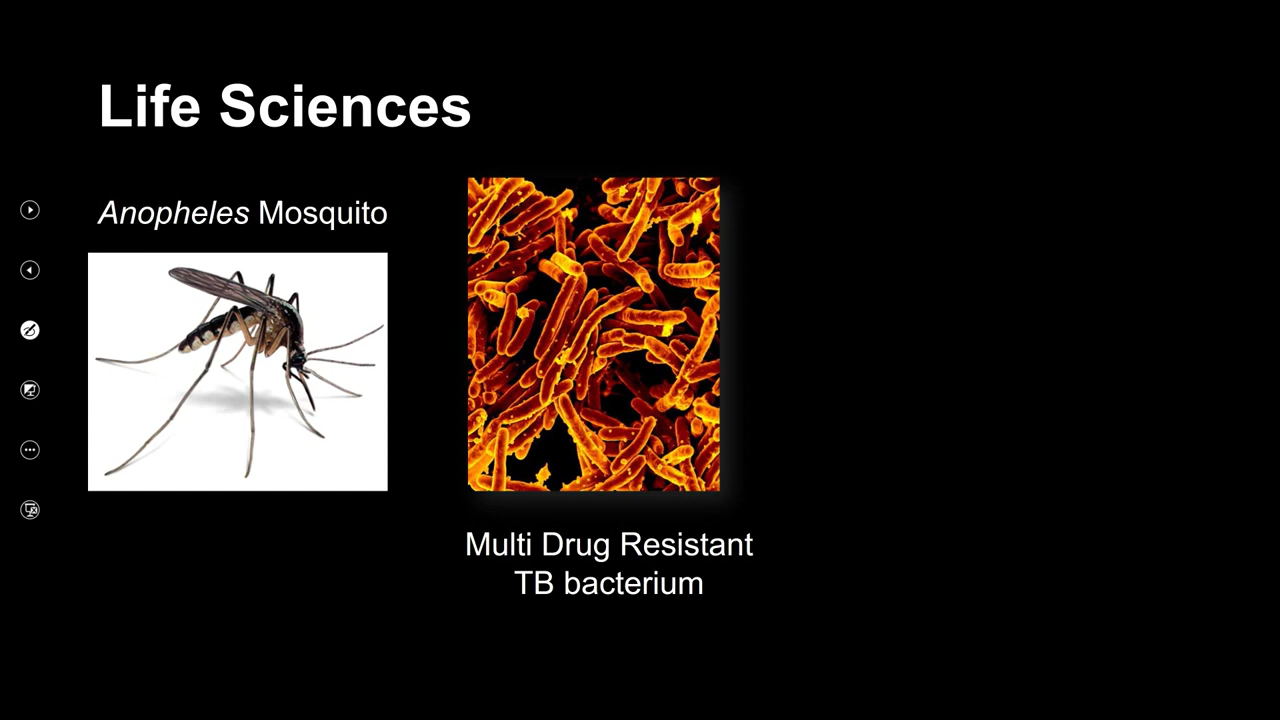 Life Sciences
Anopheles Mosquito
Multi Drug Resistant
TB bacterium